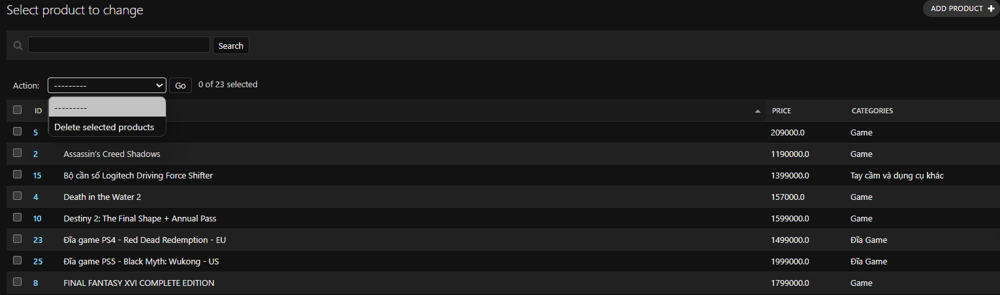 Select product to change
ADD PRODUCT +
Search
Action: --------- Go 0 of 23 selected
---------
Delete selected products
ID PRICE CATEGORIES
5 209000.0 Game
2 Assassin's Creed Shadows 1190000.0 Game
15 Bộ cần số Logitech Driving Force Shifter 1399000.0 Tay cầm và dụng cụ khác
4 Death in the Water 2 157000.0 Game
10 Destiny 2: The Final Shape + Annual Pass 1599000.0 Game
23 Đĩa game PS4 - Red Dead Redemption - EU 1499000.0 Đĩa Game
25 Đĩa game PS5 - Black Myth: Wukong - US 1999000.0 Đĩa Game
8 FINAL FANTASY XVI COMPLETE EDITION 1799000.0 Game